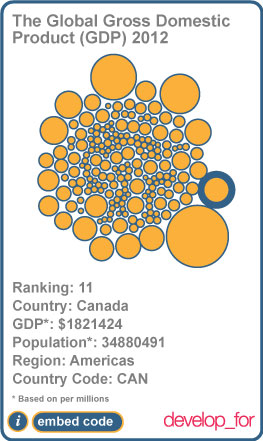 The Global Gross Domestic
Product (GDP) 2012
Ranking: 11
Country: Canada
GDP*: $1821424
Population*: 34880491
Region: Americas
Country Code: CAN
* Based on per millions
i embed code
develop_for